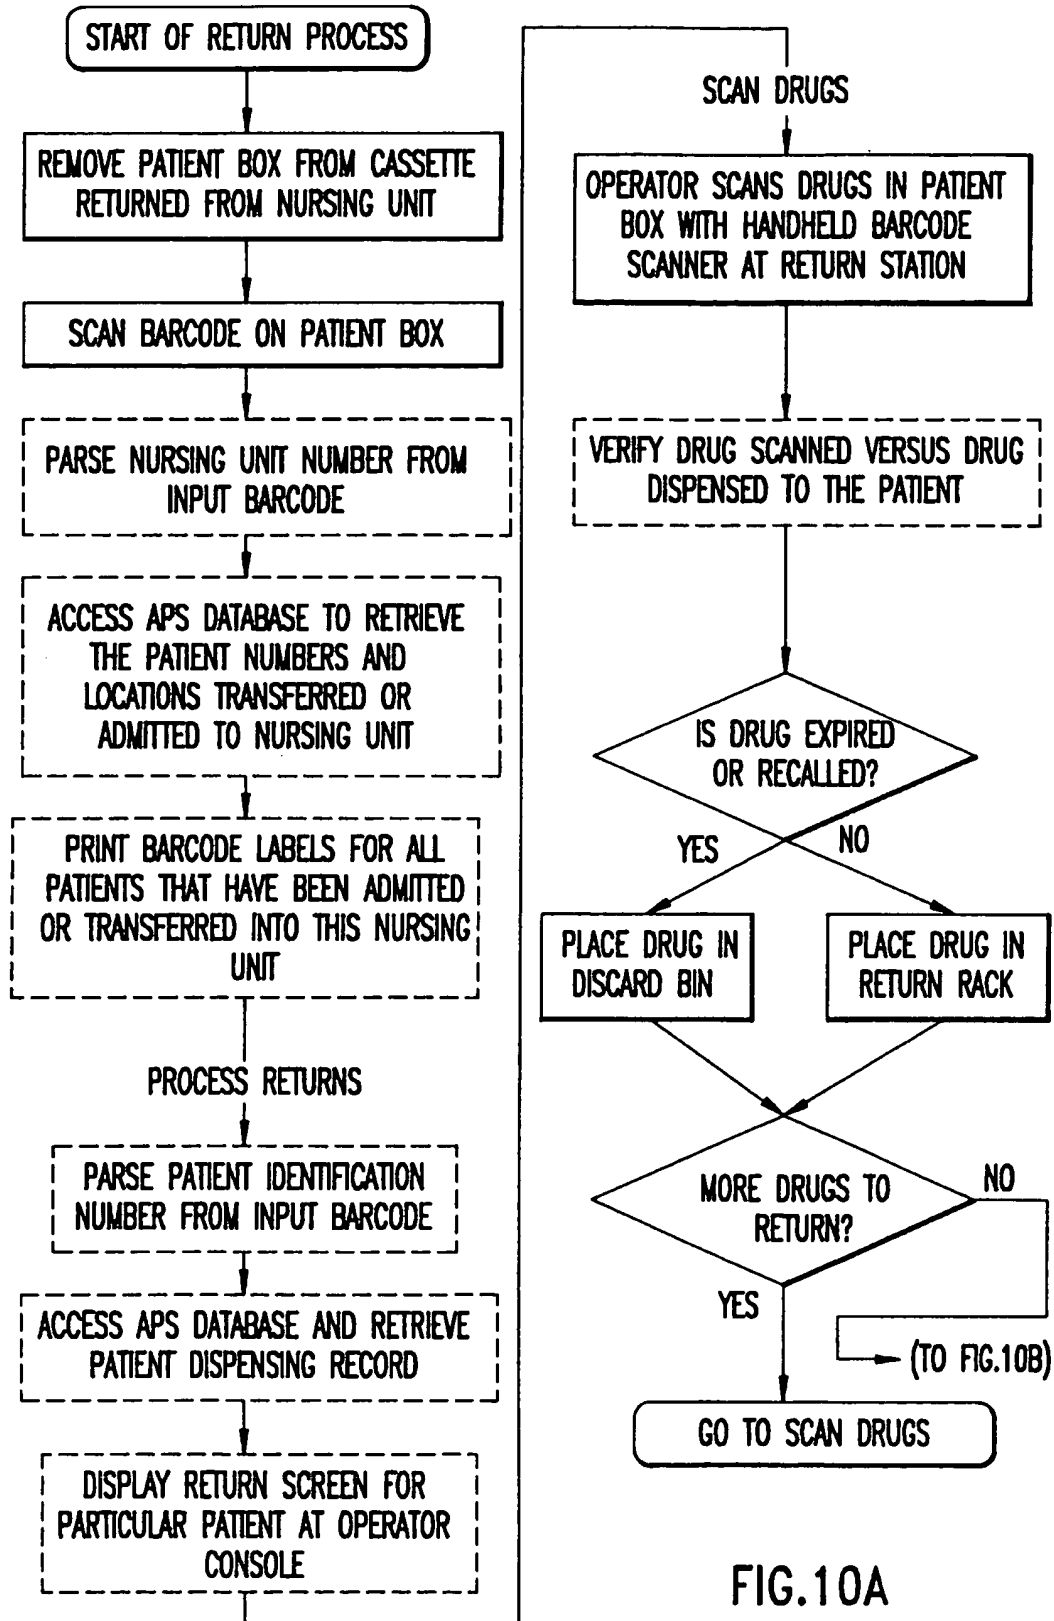 START OF RETURN PROCESS
REMOVE PATIENT BOX FROM CASSETTE
RETURNED FROM NURSING UNIT
SCAN BARCODE ON PATIENT BOX
PARSE NURSING UNIT NUMBER FROM
INPUT BARCODE
ACCESS APS DATABASE TO RETRIEVE
THE PATIENT NUMBERS AND
LOCATIONS TRANSFERRED OR
ADMITTED TO NURSING UNIT
PRINT BARCODE LABELS FOR ALL
PATIENTS THAT HAVE BEEN ADMITTED
OR TRANSFERRED INTO THIS NURSING
UNIT
PROCESS RETURNS
PARSE PATIENT IDENTIFICATION
NUMBER FROM INPUT BARCODE
ACCESS APS DATABASE AND RETRIEVE
PATIENT DISPENSING RECORD
DISPLAY RETURN SCREEN FOR
PARTICULAR PATIENT AT OPERATOR
CONSOLE
SCAN DRUGS
OPERATOR SCANS DRUGS IN PATIENT
BOX WITH HANDHELD BARCODE
SCANNER AT RETURN STATION
VERIFY DRUG SCANNED VERSUS DRUG
DISPENSED TO THE PATIENT
IS DRUG EXPIRED
OR RECALLED?
YES
NO
PLACE DRUG IN
DISCARD BIN
PLACE DRUG IN
RETURN RACK
MORE DRUGS TO
RETURN?
NO
YES
(TO FIG.10B)
GO TO SCAN DRUGS
FIG.10A